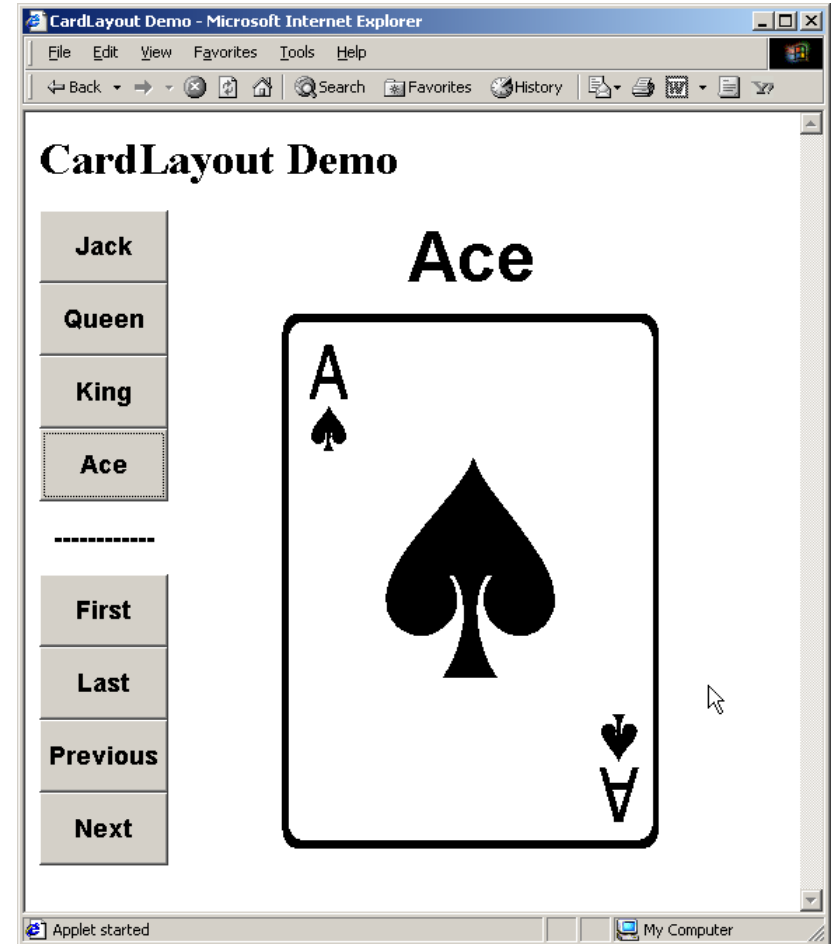 CardLayout Demo - Microsoft Internet Explorer
File Edit View Favorites Tools Help
Back Search Favorites History
CardLayout Demo
Jack
Queen
King
Ace
------------
First
Last
Previous
Next
Ace
A
A
Applet started
My Computer